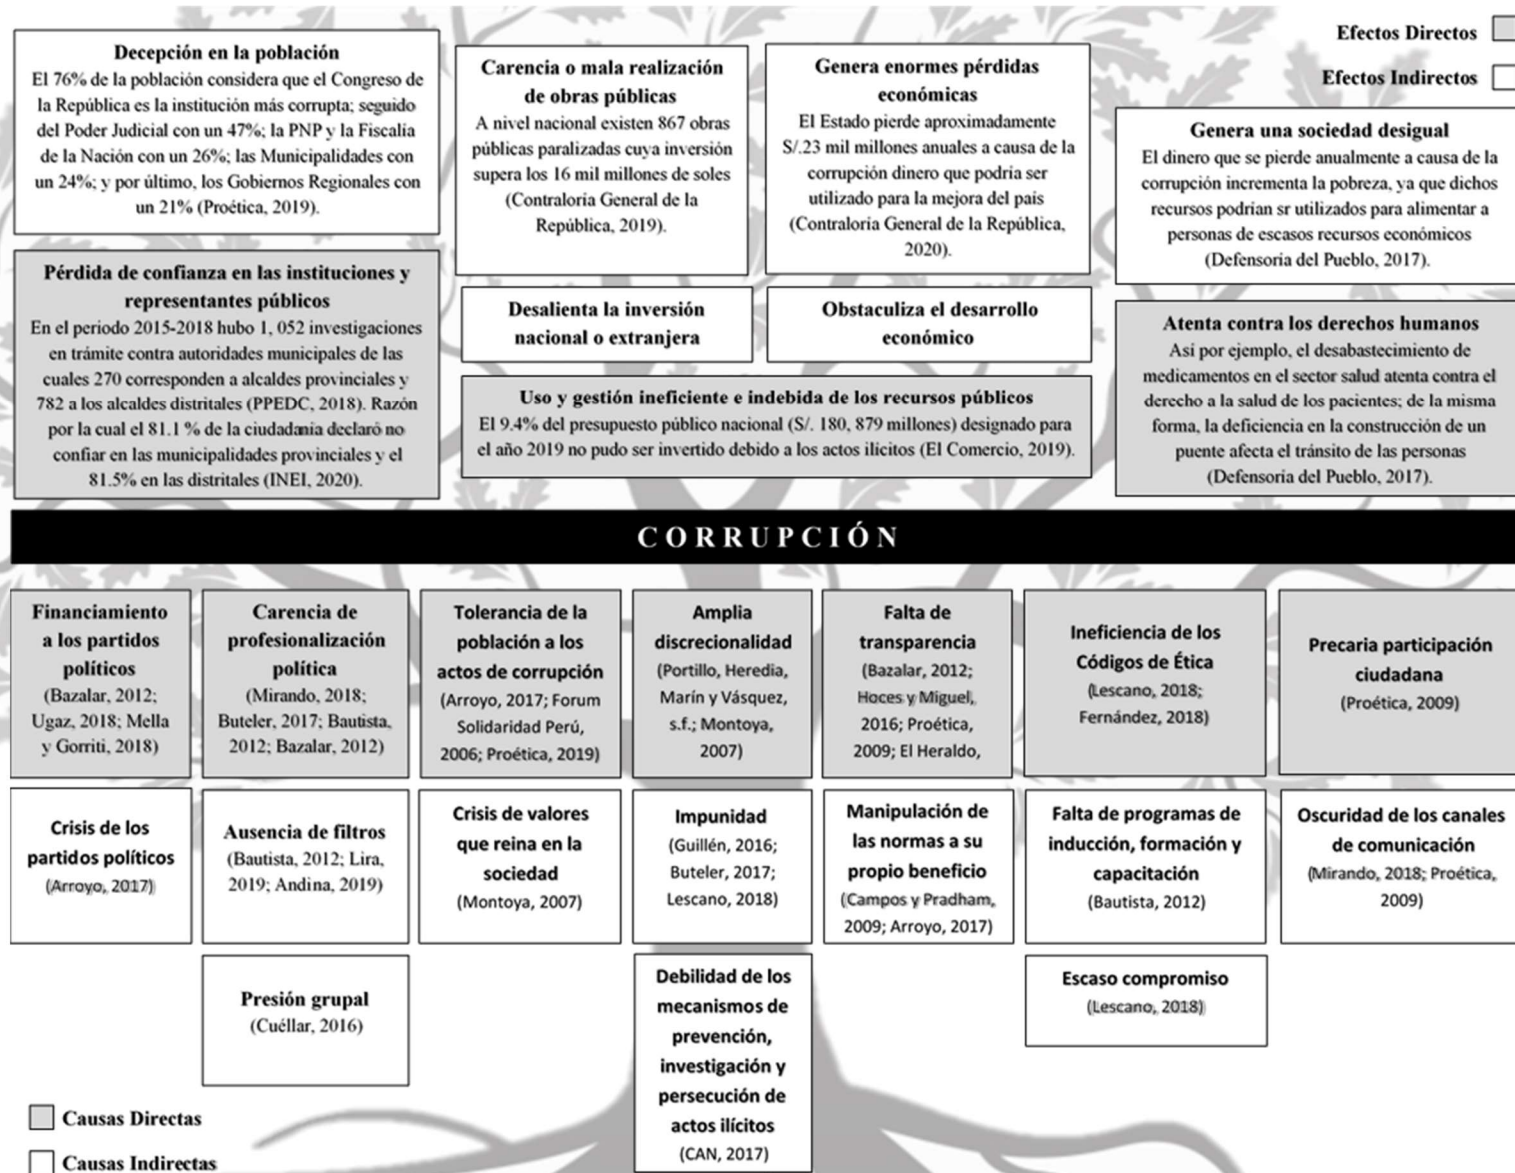 Efectos Directos
Efectos Indirectos
Decepción en la población
El 76% de la población considera que el Congreso de
la República es la institución más corrupta; seguido
del Poder Judicial con un 47%; la PNP y la Fiscalía
de la Nación con un 26%; las Municipalidades con
un 24%; y por último, los Gobiernos Regionales con
un 21% (Proética, 2019).
Carencia o mala realización
de obras públicas
A nivel nacional existen 867 obras
públicas paralizadas cuya inversión
supera los 16 mil millones de soles
(Contraloría General de la
República, 2019).
Genera enormes pérdidas
económicas
El Estado pierde aproximadamente
S/.23 mil millones anuales a causa de la
corrupción dinero que podría ser
utilizado para la mejora del país
(Contraloría General de la República,
2020).
Genera una sociedad desigual
El dinero que se pierde anualmente a causa de la
corrupción incrementa la pobreza, ya que dichos
recursos podrían sr utilizados para alimentar a
personas de escasos recursos económicos
(Defensoría del Pueblo, 2017).
Pérdida de confianza en las instituciones y
representantes públicos
En el periodo 2015-2018 hubo 1, 052 investigaciones
en trámite contra autoridades municipales de las
cuales 270 corresponden a alcaldes provinciales y
782 a los alcaldes distritales (PPEDC, 2018). Razón
por la cual el 81.1 % de la ciudadanía declaró no
confiar en las municipalidades provinciales y el
81.5% en las distritales (INEI, 2020).
Desalienta la inversión
nacional o extranjera
Obstaculiza el desarrollo
económico
Uso y gestión ineficiente e indebida de los recursos públicos
El 9.4% del presupuesto público nacional (S/. 180, 879 millones) designado para
el año 2019 no pudo ser invertido debido a los actos ilícitos (El Comercio, 2019).
Atenta contra los derechos humanos
Así por ejemplo, el desabastecimiento de
medicamentos en el sector salud atenta contra el
derecho a la salud de los pacientes; de la misma
forma, la deficiencia en la construcción de un
puente afecta el tránsito de las personas
(Defensoría del Pueblo, 2017).
CORRUPCIÓN
Financiamiento
a los partidos
políticos
(Bazalar, 2012;
Ugaz, 2018; Mella
y Gorriti, 2018)
Carencia de
profesionalización
política
(Mirando, 2018;
Buteler, 2017; Bautista,
2012; Bazalar, 2012)
Tolerancia de la
población a los
actos de corrupción
(Arroyo, 2017; Forum
Solidaridad Perú,
2006; Proética, 2019)
Amplia
discrecionalidad
(Portillo, Heredia,
Marín y Vásquez,
s.f.; Montoya,
2007)
Falta de
transparencia
(Bazalar, 2012;
Hoces y Miguel,
2016; Proética,
2009; El Heraldo,
Ineficiencia de los
Códigos de Ética
(Lescano, 2018;
Fernández, 2018)
Precaria participación
ciudadana
(Proética, 2009)
Crisis de los
partidos políticos
(Arroyo, 2017)
Ausencia de filtros
(Bautista, 2012; Lira,
2019; Andina, 2019)
Crisis de valores
que reina en la
sociedad
(Montoya, 2007)
Impunidad
(Guillén, 2016;
Buteler, 2017;
Lescano, 2018)
Manipulación de
las normas a su
propio beneficio
(Campos y Pradham,
2009; Arroyo, 2017)
Falta de programas de
inducción, formación y
capacitación
(Bautista, 2012)
Oscuridad de los canales
de comunicación
(Mirando, 2018; Proética,
2009)
Presión grupal
(Cuéllar, 2016)
Debilidad de los
mecanismos de
prevención,
investigación y
persecución de
actos ilícitos
(CAN, 2017)
Escaso compromiso
(Lescano, 2018)
Causas Directas
Causas Indirectas